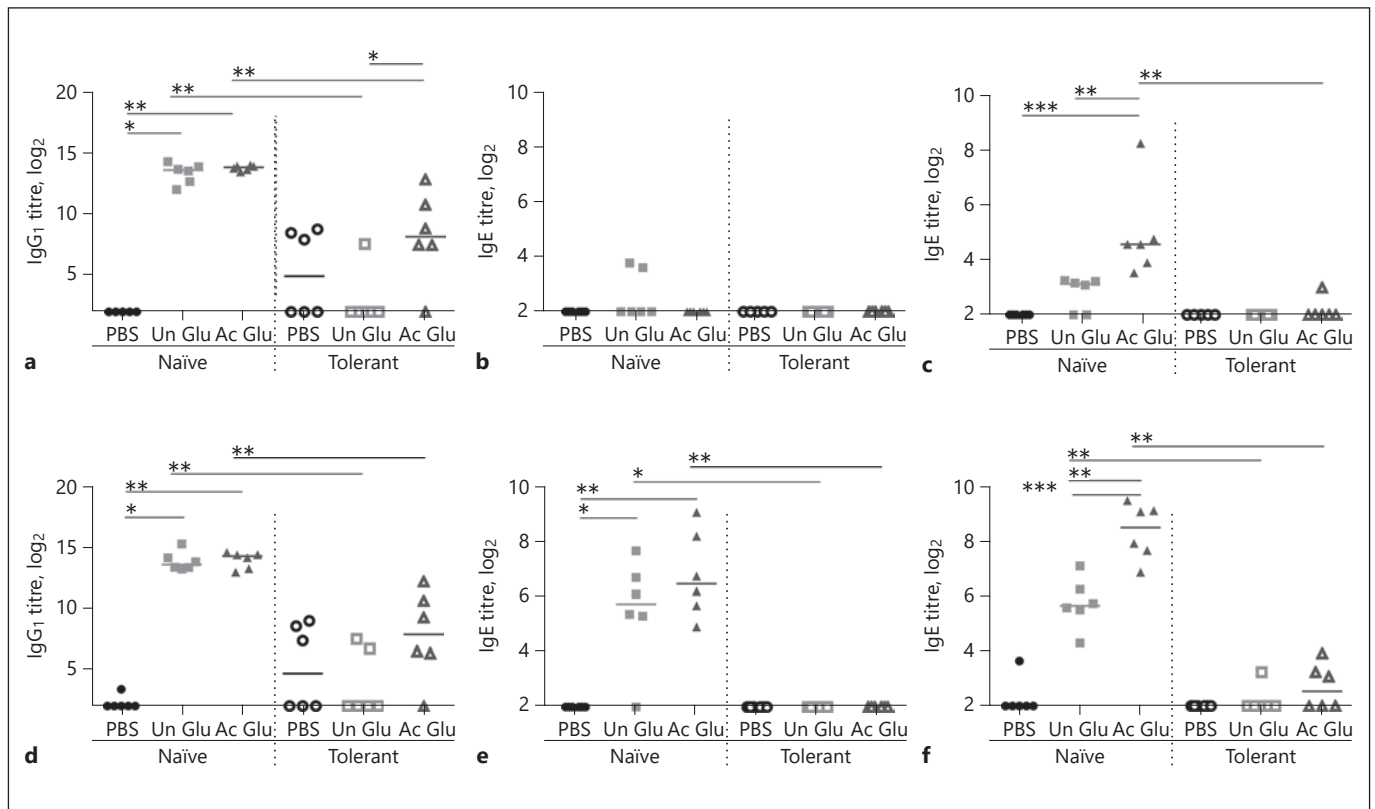 *
**
**
**
*
20
15
10
5
IgG1 titre, log2
PBS Un Glu Ac Glu PBS Un Glu Ac Glu
Naïve Tolerant
a
10
8
6
4
2
IgE titre, log2
PBS Un Glu Ac Glu PBS Un Glu Ac Glu
Naïve Tolerant
b
**
**
***
10
8
6
4
2
IgE titre, log2
PBS Un Glu Ac Glu PBS Un Glu Ac Glu
Naïve Tolerant
c
**
**
**
*
20
15
10
5
IgG1 titre, log2
PBS Un Glu Ac Glu PBS Un Glu Ac Glu
Naïve Tolerant
d
**
*
**
*
10
8
6
4
2
IgE titre, log2
PBS Un Glu Ac Glu PBS Un Glu Ac Glu
Naïve Tolerant
e
**
**
**
***
10
8
6
4
2
IgE titre, log2
PBS Un Glu Ac Glu PBS Un Glu Ac Glu
Naïve Tolerant
f